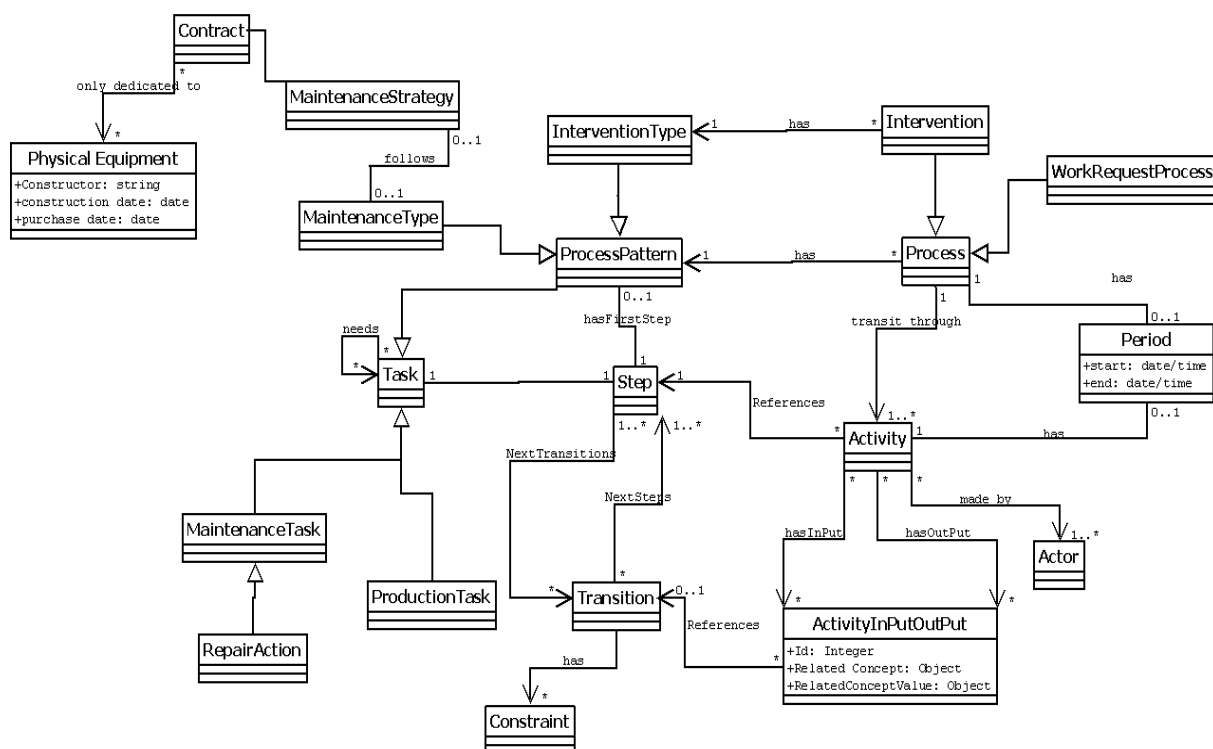 Contract
*
only dedicated to
*
Physical Equipment
+Constructor: string
+construction date: date
+purchase date: date
MaintenanceStrategy
0..1
follows
0..1
MaintenanceType
InterventionType
1
has
*
Intervention
WorkRequestProcess
ProcessPattern
1
has
*
Process
0..1
hasFirstStep
1
1
transit through
1
has
0..1
Period
+start: date/time
+end: date/time
0..1
needs
*
*
Task
1
1
Step
1
References
*
1..*
Activity
1
has
1..*
1..*
NextTransitions
NextSteps
*
*
*
*
*
hasInPut
hasOutPut
made by
1..*
Actor
MaintenanceTask
ProductionTask
RepairAction
Transition
0..1
References
*
*
*
ActivityInPutOutPut
+Id: Integer
+Related Concept: Object
+RelatedConceptValue: Object
has
*
Constraint